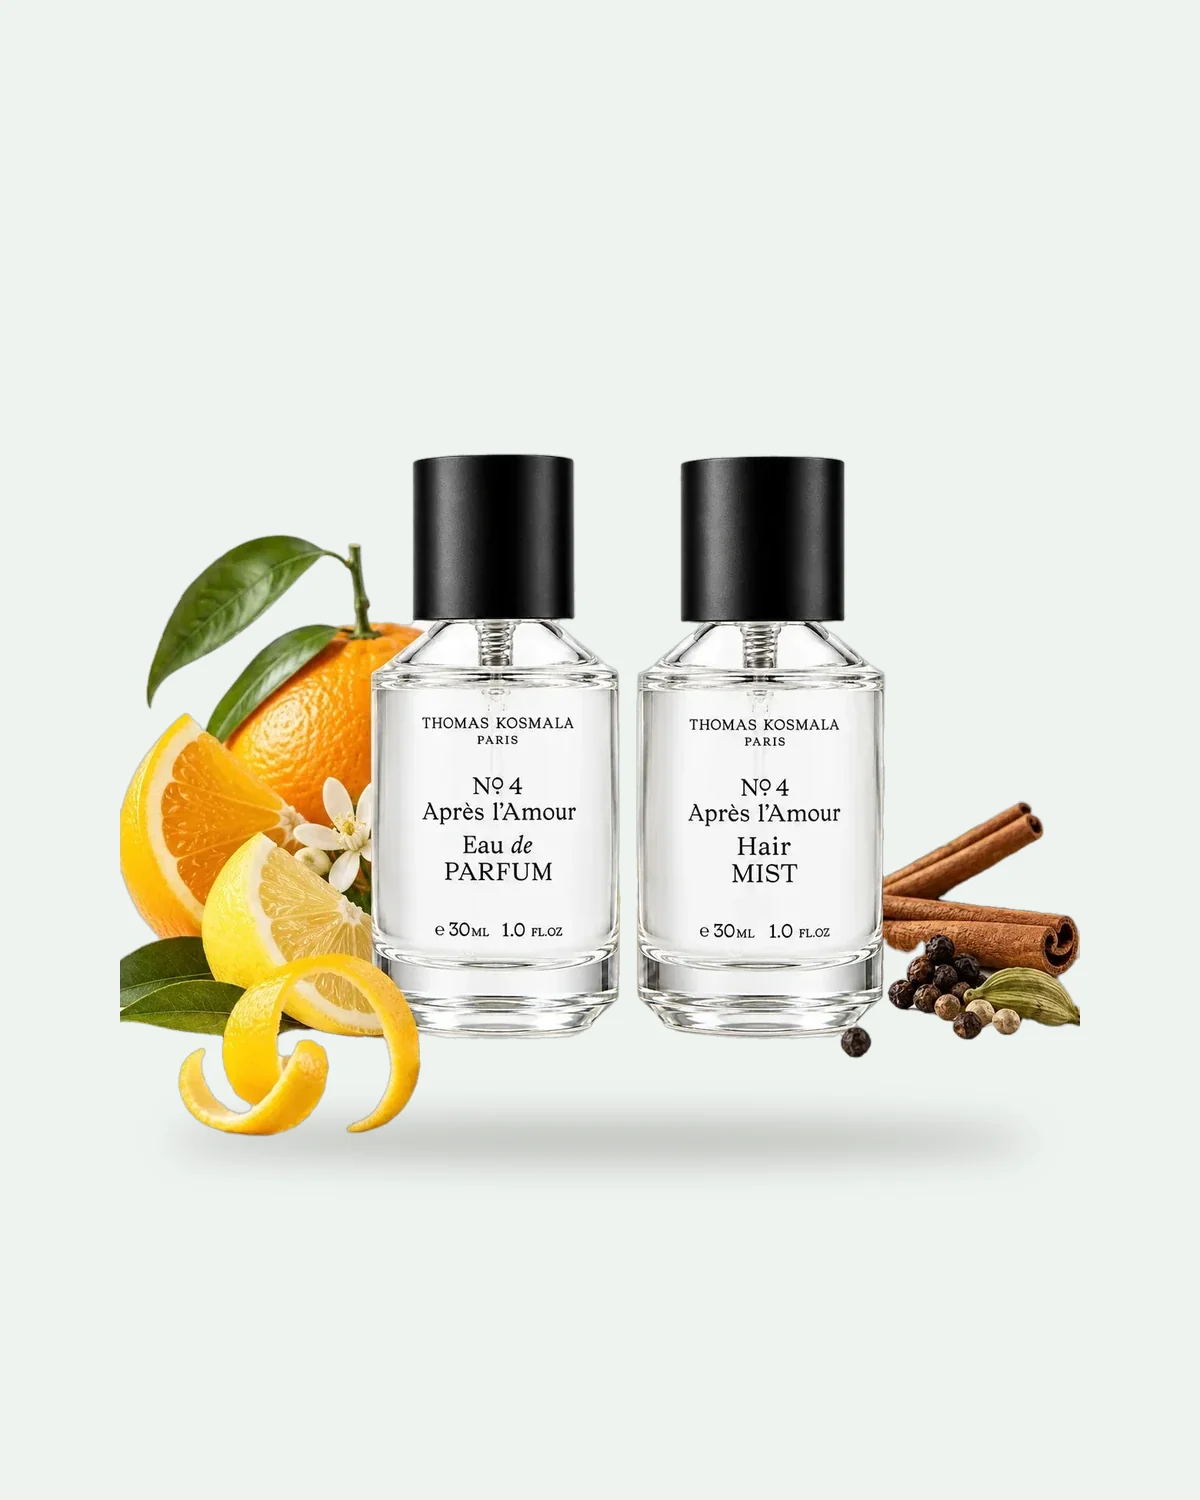 THOMAS KOSMALA
PARIS
Nº 4
Après l'Amour
Eau de
PARFUM
e 30ML 1.0 FL.OZ
THOMAS KOSMALA
PARIS
Nº 4
Après l'Amour
Hair
MIST
e 30ML 1.0 FL.OZ